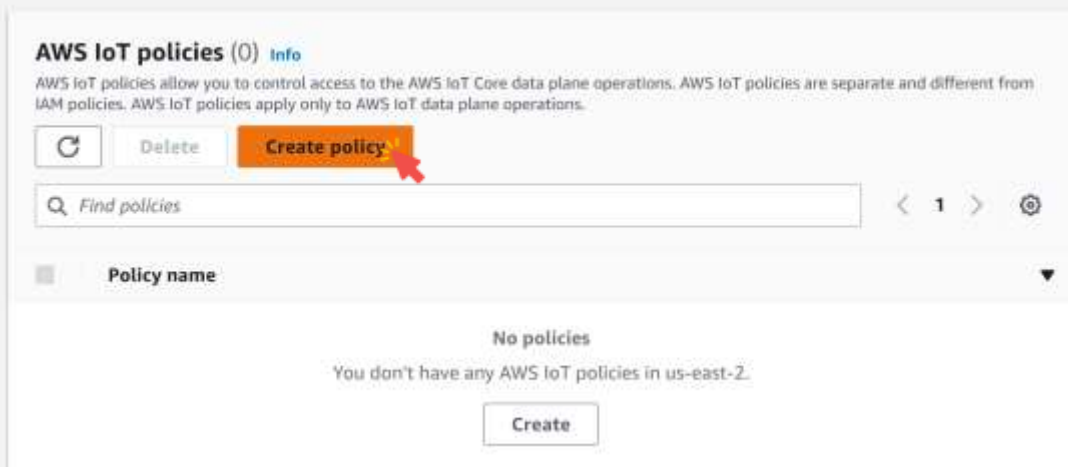 AWS IoT policies (0) Info
AWS IoT policies allow you to control access to the AWS IoT Core data plane operations. AWS IoT policies are separate and different from
IAM policies. AWS IoT policies apply only to AWS IoT data plane operations.
Delete Create policy
Find policies 1
Policy name
No policies
You don't have any AWS IoT policies in us-east-2.
Create